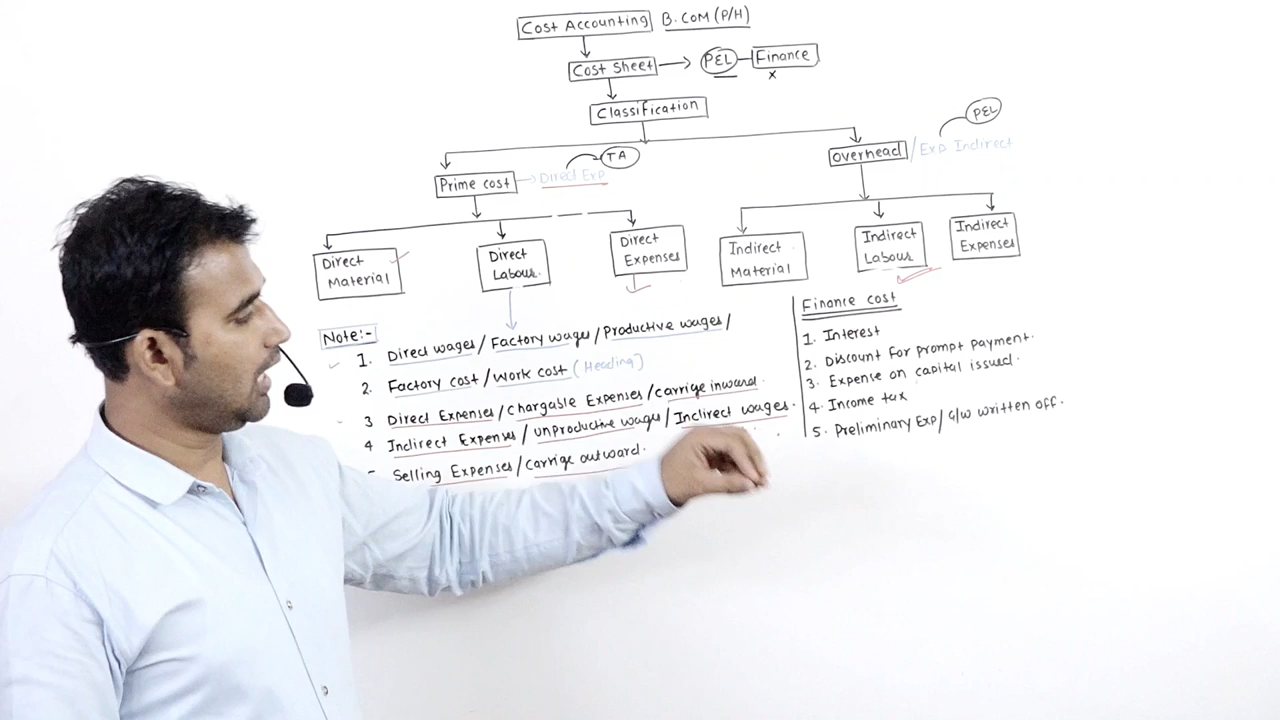 Cost Accounting B.COM (P/H)
Cost Sheet PEL Finance
x
Classification
PEL
TA
Overhead / Exp Indirect
Prime cost Direct Exp
Direct Material
Direct Labour.
Direct Expenses
Indirect Material
Indirect Labour
Indirect Expenses
Note:-
1. Direct wages / Factory wages / Productive wages /
2. Factory cost / Work cost (Heading)
3 Direct Expenses / Chargable Expenses / carrige inward.
4 Indirect Expenses / unproductive wages / Indirect wages.
Selling Expenses / carrige outward.
Finance cost
1. Interest
2. Discount for prompt payment.
3. Expense on capital issued.
4. Income tax
5. Preliminary Exp / G/w written off.